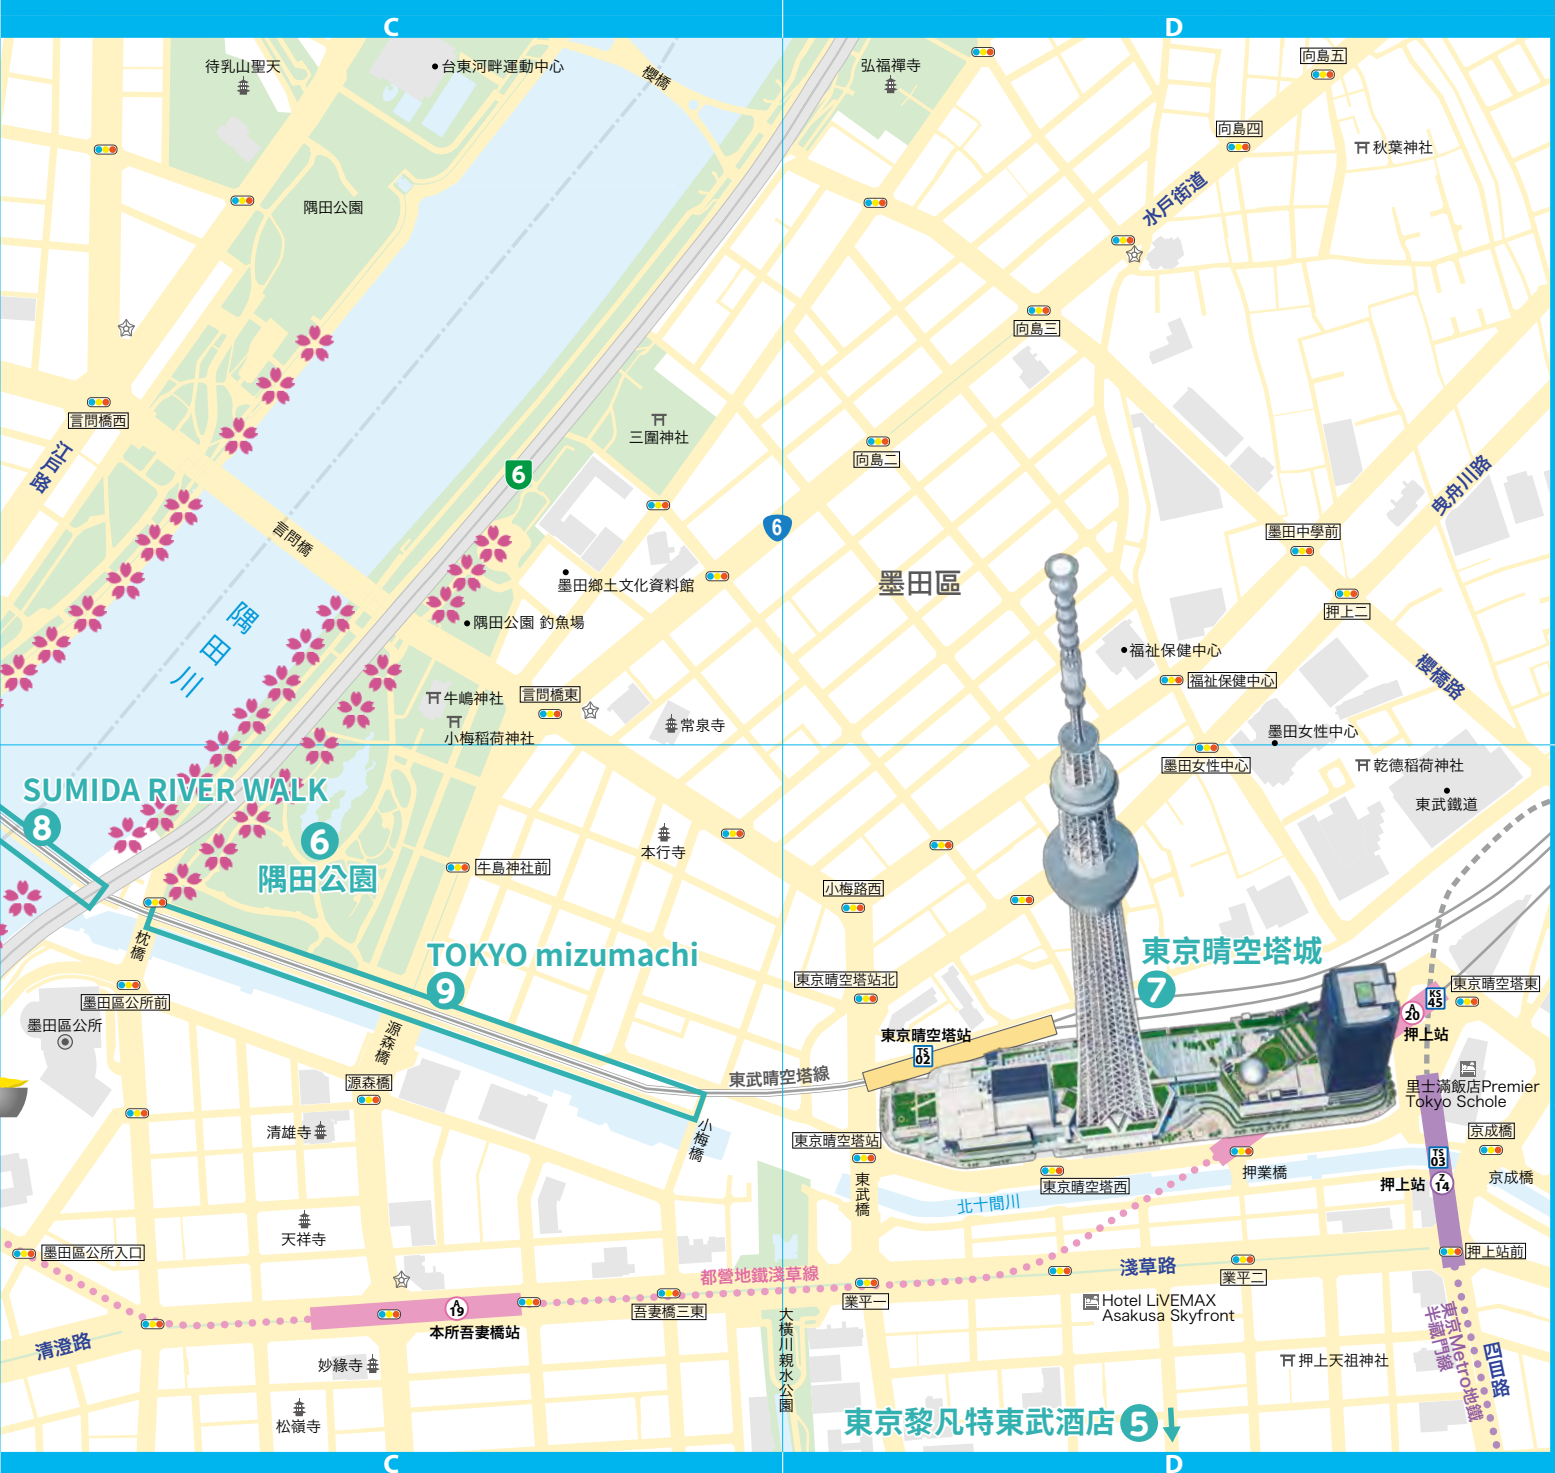 C
D
待乳山聖天
台東河畔運動中心
櫻橋
弘福禪寺
向島五
向島四
秋葉神社
水戶街道
隅田公園
向島三
言問橋西
江戶路
三圍神社
向島二
6
6
曳舟川路
言問橋
墨田中學前
墨田區
墨田鄉土文化資料館
隅田公園 釣魚場
押上二
隅田川
福祉保健中心
福祉保健中心
櫻橋路
牛嶋神社
言問橋東
小梅稻荷神社
常泉寺
墨田女性中心
墨田女性中心
乾德稻荷神社
東武鐵道
SUMIDA RIVER WALK
8
6
隅田公園
本行寺
牛島神社前
小梅路西
枕橋
TOKYO mizumachi
9
東京晴空塔城
7
東京晴空塔站北
墨田區公所前
墨田區公所
源森橋
源森橋
東京晴空塔站
TS
02
東武晴空塔線
KS
45
A
20
押上站
東京晴空塔東
里士滿飯店Premier
Tokyo Schole
小梅橋
清雄寺
東京晴空塔站
東武橋
東京晴空塔西
北十間川
押業橋
京成橋
京成橋
TS
03
Z
14
押上站
天祥寺
墨田區公所入口
都營地鐵淺草線
淺草路
業平二
押上站前
A
19
本所吾妻橋站
吾妻橋三東
業平一
Hotel LiVEMAX
Asakusa Skyfront
大橫川親水公園
清澄路
妙緣寺
松嶺寺
押上天祖神社
東京Metro地鐵
半藏門線
四目路
東京黎凡特東武酒店
5
C
D